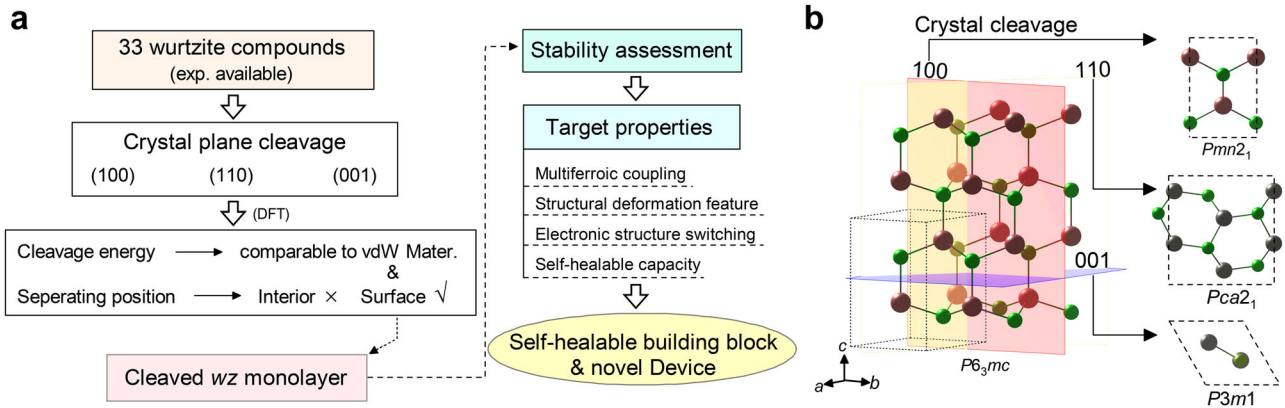 a
33 wurtzite compounds
(exp. available)
Crystal plane cleavage
(100) (110) (001)
(DFT)
Cleavage energy comparable to vdW Mater.
&
Seperating position Interior × Surface √
Cleaved wz monolayer
Stability assessment
Target properties
Multiferroic coupling
Structural deformation feature
Electronic structure switching
Self-healable capacity
Self-healable building block
& novel Device
b
Crystal cleavage
100 110
001
c
a b
P6₃mc
Pmn2₁
Pca2₁
P3m1